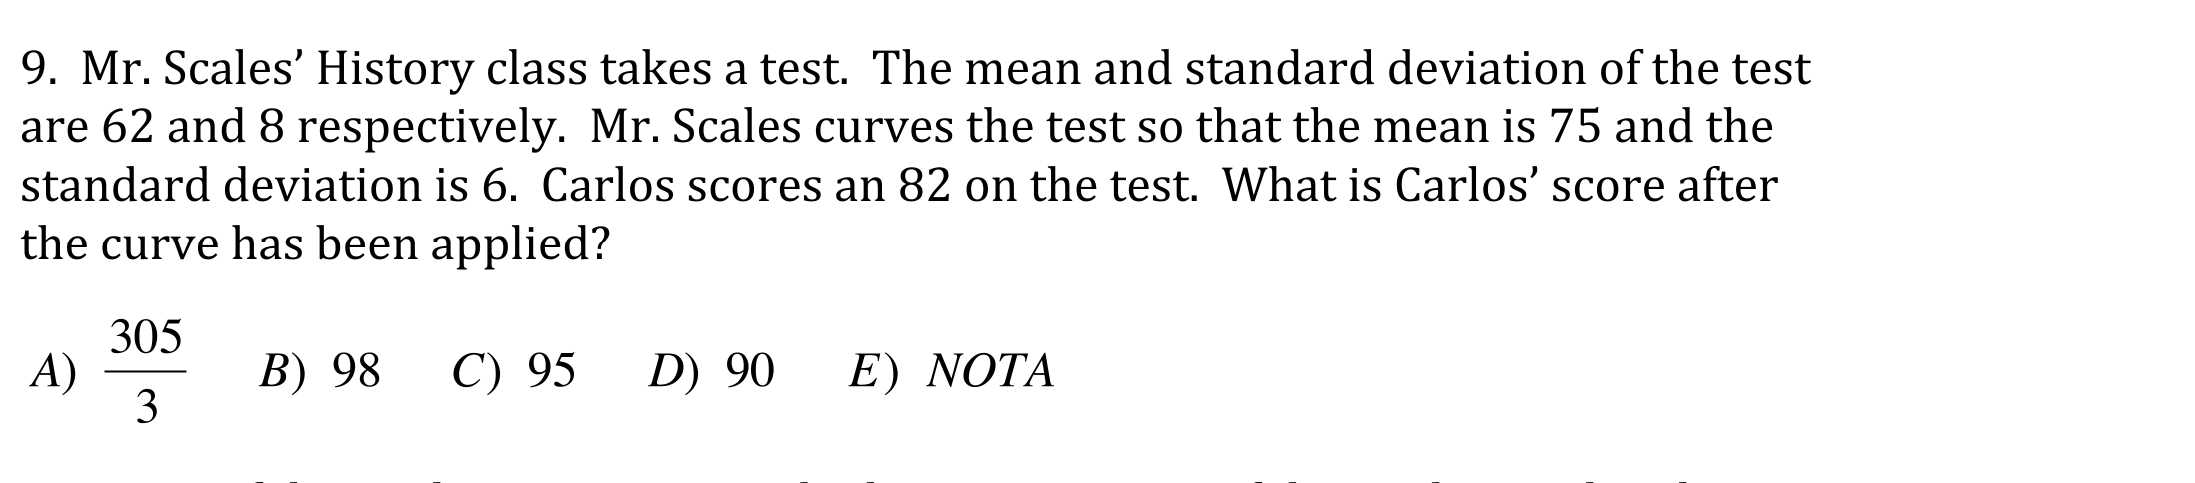 9. Mr. Scales’ History class takes a test. The mean and standard deviation of the test
are 62 and 8 respectively. Mr. Scales curves the test so that the mean is 75 and the
standard deviation is 6. Carlos scores an 82 on the test. What is Carlos’ score after
the curve has been applied?
A) 305/3 B) 98 C) 95 D) 90 E) NOTA